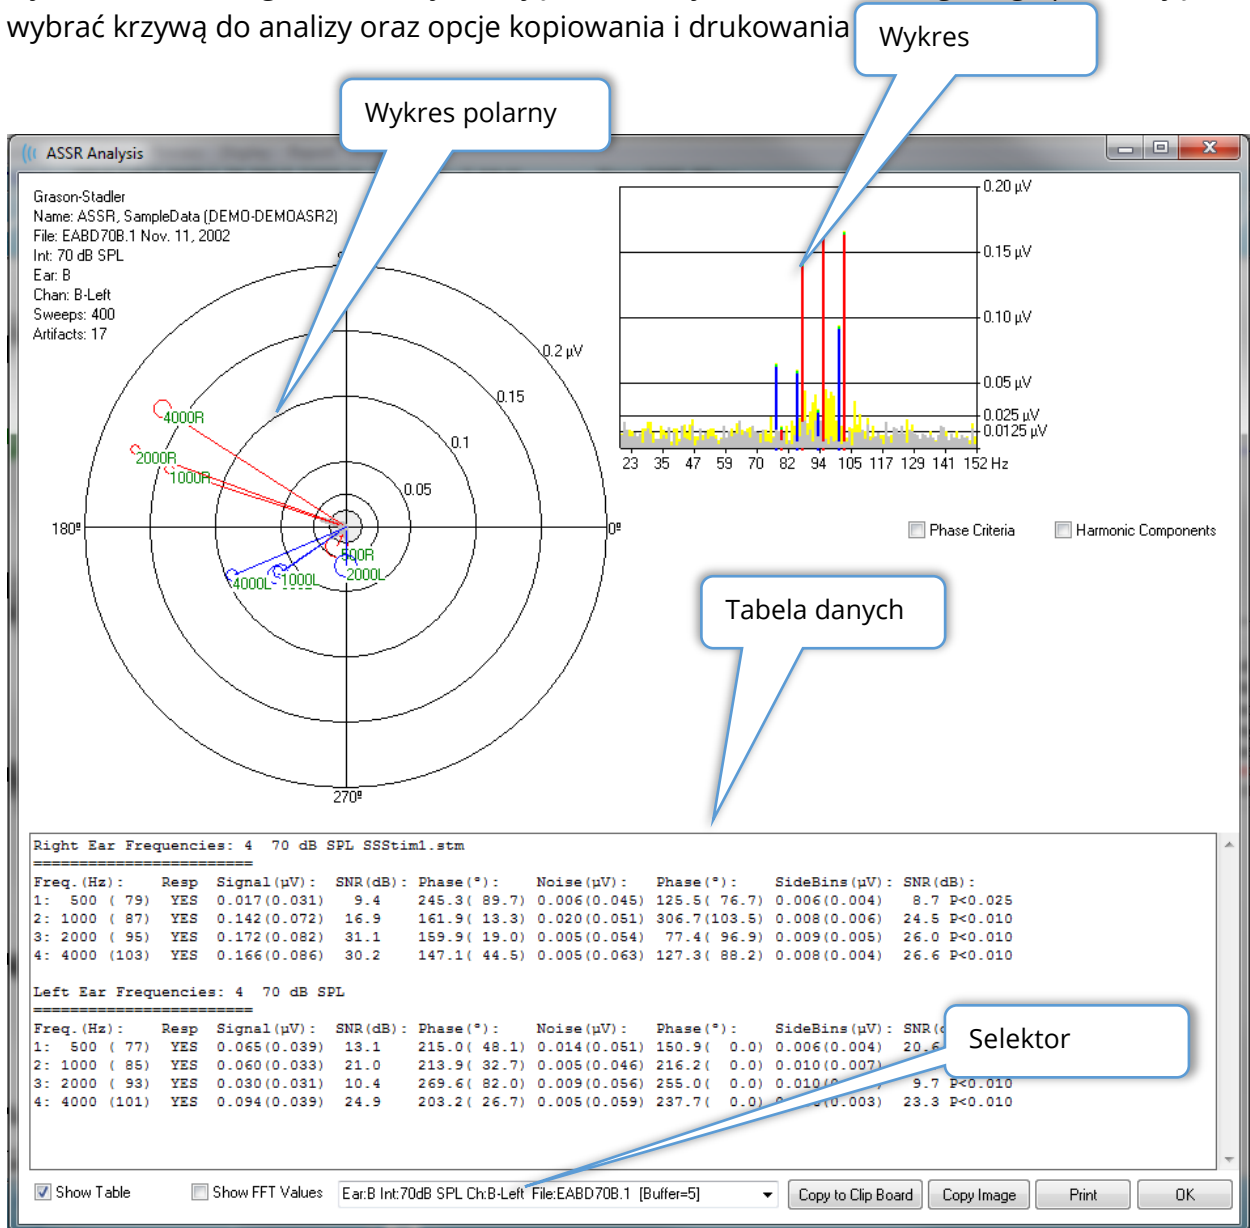 wybrać krzywą do analizy oraz opcje kopiowania i drukowania
Wykres
Wykres polarny
ASSR Analysis
Grason-Stadler
Name: ASSR, SampleData (DEMO-DEMOASR2)
File: EABD70B.1 Nov. 11, 2002
Int: 70 dB SPL
Ear: B
Chan: B-Left
Sweeps: 400
Artifacts: 17
0.2 µV
0.15
0.1
0.05
4000R
2000R
1000R
500R
4000L
1000L
2000L
180º
0º
270º
0.20 µV
0.15 µV
0.10 µV
0.05 µV
0.025 µV
0.0125 µV
23 35 47 59 70 82 94 105 117 129 141 152 Hz
Phase Criteria
Harmonic Components
Tabela danych
Right Ear Frequencies: 4 70 dB SPL SSStim1.stm
========================
Freq.(Hz): Resp Signal(µV): SNR(dB): Phase(°): Noise(µV): Phase(°): SideBins(µV): SNR(dB):
1: 500 ( 79) YES 0.017(0.031) 9.4 245.3( 89.7) 0.006(0.045) 125.5( 76.7) 0.006(0.004) 8.7 P<0.025
2: 1000 ( 87) YES 0.142(0.072) 16.9 161.9( 13.3) 0.020(0.051) 306.7(103.5) 0.008(0.006) 24.5 P<0.010
3: 2000 ( 95) YES 0.172(0.082) 31.1 159.9( 19.0) 0.005(0.054) 77.4( 96.9) 0.009(0.005) 26.0 P<0.010
4: 4000 (103) YES 0.166(0.086) 30.2 147.1( 44.5) 0.005(0.063) 127.3( 88.2) 0.008(0.004) 26.6 P<0.010
Left Ear Frequencies: 4 70 dB SPL
========================
Freq.(Hz): Resp Signal(µV): SNR(dB): Phase(°): Noise(µV): Phase(°): SideBins(µV):
1: 500 ( 77) YES 0.065(0.039) 13.1 215.0( 48.1) 0.014(0.051) 150.9( 0.0) 0.006(0.004)
2: 1000 ( 85) YES 0.060(0.033) 21.0 213.9( 32.7) 0.005(0.046) 216.2( 0.0) 0.010(0.007)
3: 2000 ( 93) YES 0.030(0.031) 10.4 269.6( 82.0) 0.009(0.056) 255.0( 0.0) 9.7 P<0.010
4: 4000 (101) YES 0.094(0.039) 24.9 203.2( 26.7) 0.005(0.059) 237.7( 0.0) 23.3 P<0.010
Selektor
Show Table
Show FFT Values
Ear:B Int:70dB SPL Ch:B-Left File:EABD70B.1 [Buffer=5]
Copy to Clip Board
Copy Image
Print
OK